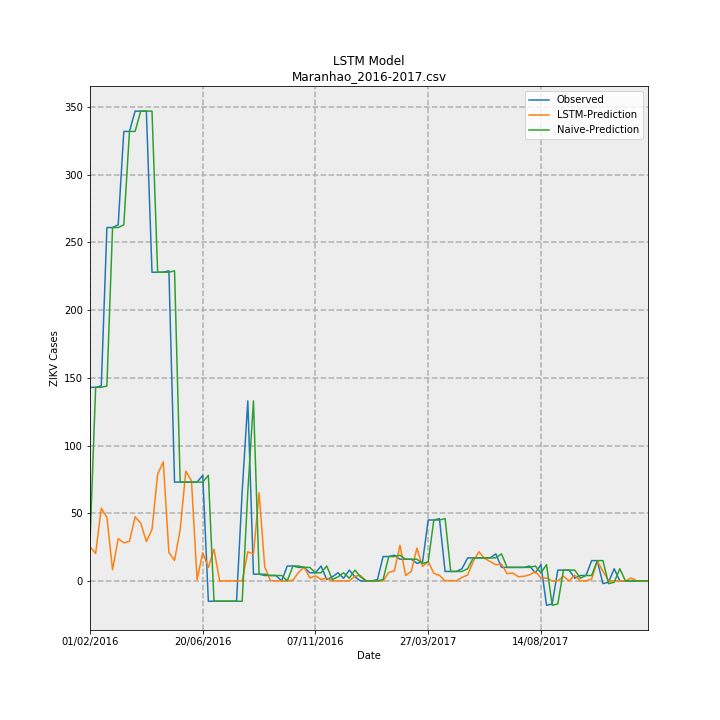 LSTM Model
Maranhao_2016-2017.csv
Observed
LSTM-Prediction
Naive-Prediction
350
300
250
200
150
100
50
0
ZIKV Cases
01/02/2016
20/06/2016
07/11/2016
27/03/2017
14/08/2017
Date